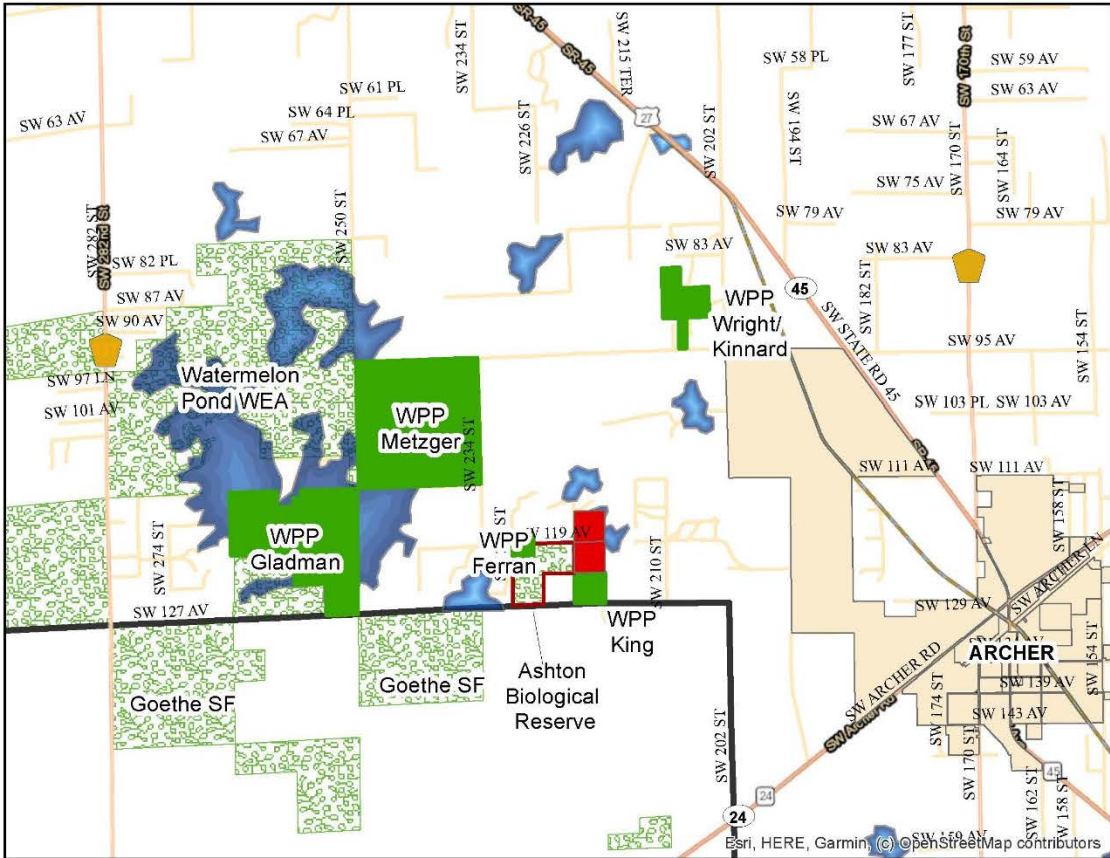 SR-45
SR-45
SW 234 ST
SW 215 TER
SW 58 PL
SW 177 ST
SW 170th St
SW 59 AV
SW 63 AV
SW 61 PL
SW 64 PL
SW 63 AV
SW 67 AV
SW 226 ST
27
SW 202 ST
SW 194 ST
SW 67 AV
SW 170 ST
SW 164 ST
SW 75 AV
SW 282 ST
SW 282nd St
SW 250 ST
SW 79 AV
SW 79 AV
SW 82 PL
SW 83 AV
SW 83 AV
SW 87 AV
SW 90 AV
45
SW STATE RD 45
SW 182 ST
SW 154 ST
WPP
Wright/
Kinnard
SW 95 AV
SW 97 LN
SW 101 AV
Watermelon
Pond WEA
WPP
Metzger
SW 234 ST
SW 103 PL
SW 103 AV
SW 111 AV
SR-45
SW 111 AV
SW 158 ST
SW 274 ST
WPP
Gladman
WPP
Ferran
W 119 AV
SW 210 ST
SW ARCHER LN
SW 127 AV
WPP
King
SW 129 AV
ARCHER
SW 154 ST
Goethe SF
Goethe SF
Ashton
Biological
Reserve
SW ARCHER RD
SW Archer Rd
SW 174 ST
SW 139 AV
SW 143 AV
SW 202 ST
SW 170 ST
SW 162 ST
SW 158 ST
45
24
24
SW 159 AV
Esri, HERE, Garmin, (c) OpenStreetMap contributors